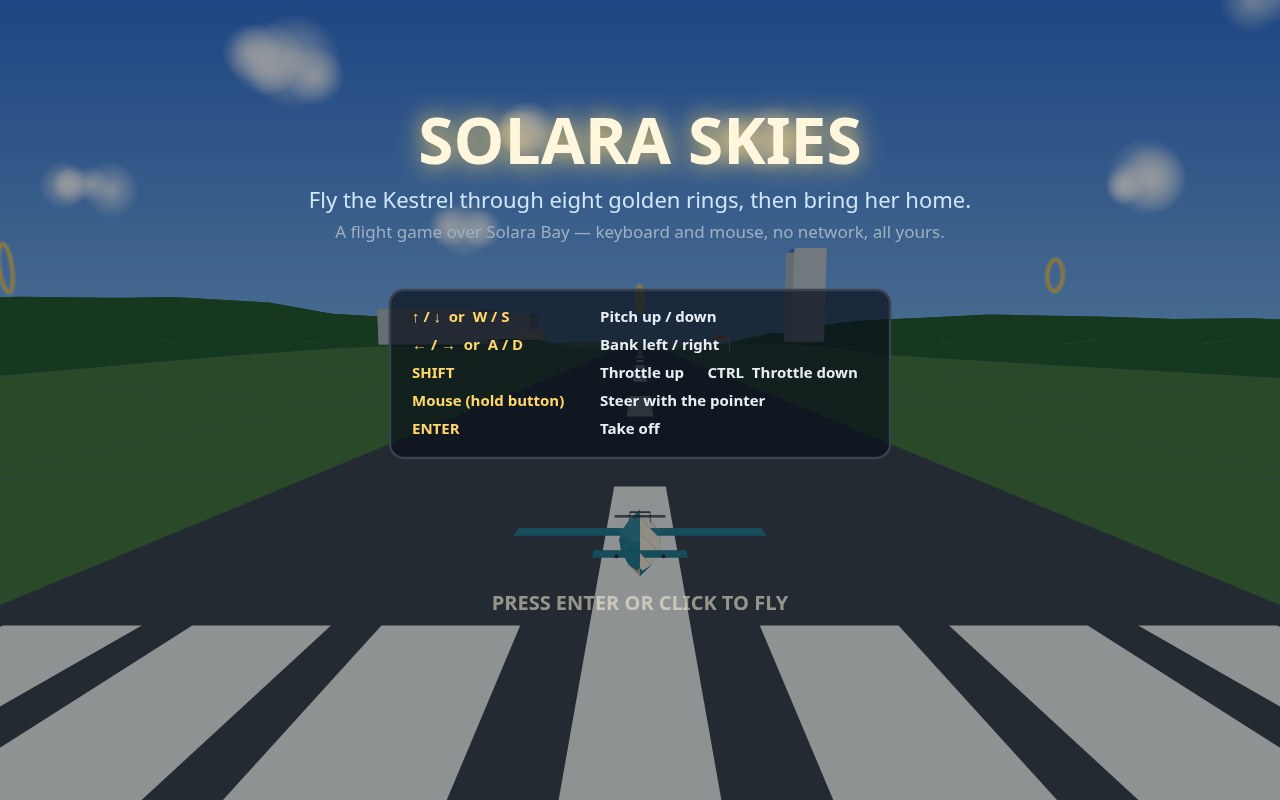 SOLARA SKIES
Fly the Kestrel through eight golden rings, then bring her home.
A flight game over Solara Bay — keyboard and mouse, no network, all yours.
↑ / ↓ or W / S Pitch up / down
← / → or A / D Bank left / right
SHIFT Throttle up CTRL Throttle down
Mouse (hold button) Steer with the pointer
ENTER Take off
PRESS ENTER OR CLICK TO FLY